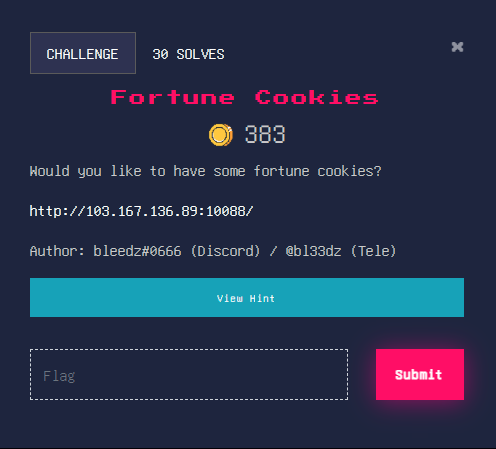 CHALLENGE
30 SOLVES
×
Fortune Cookies
383
Would you like to have some fortune cookies?
http://103.167.136.89:10088/
Author: bleedz#0666 (Discord) / @bl33dz (Tele)
View Hint
Flag
Submit